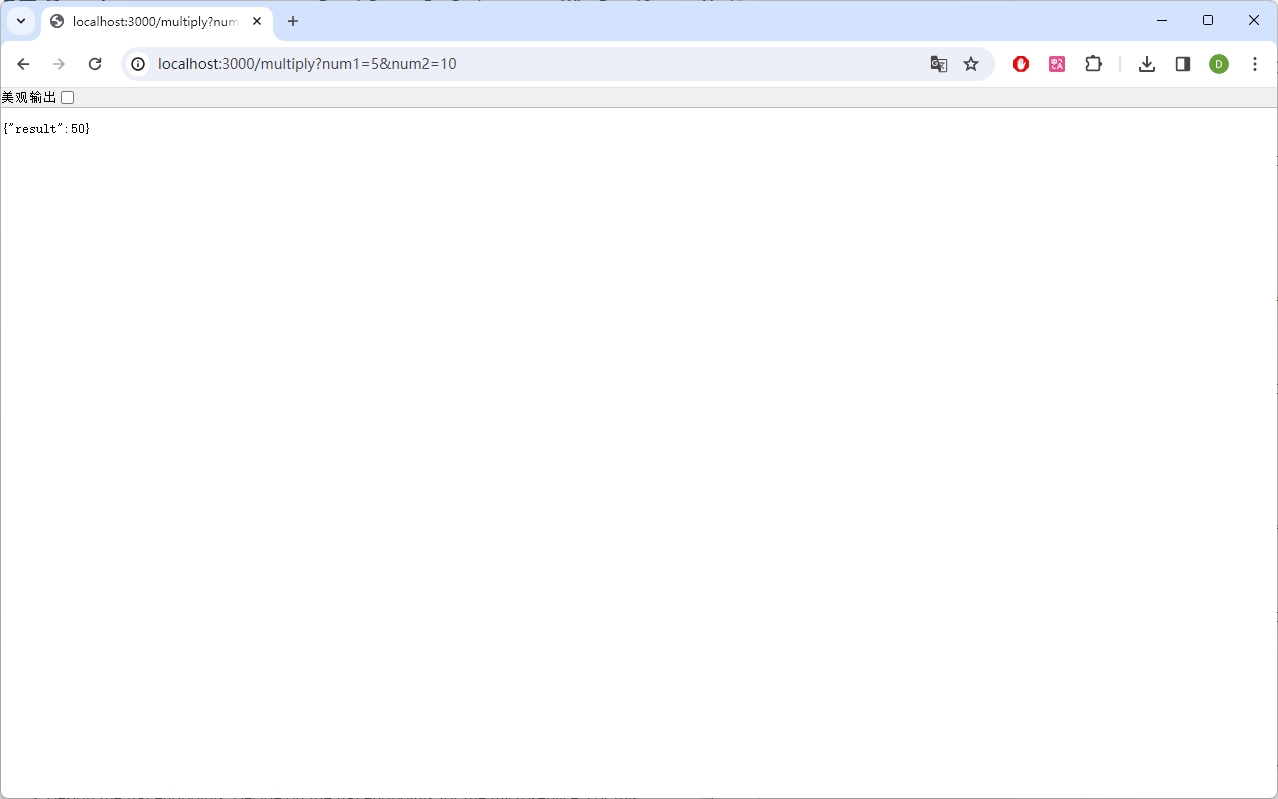 localhost:3000/multiply?num
localhost:3000/multiply?num1=5&num2=10
D
美观输出
{"result":50}